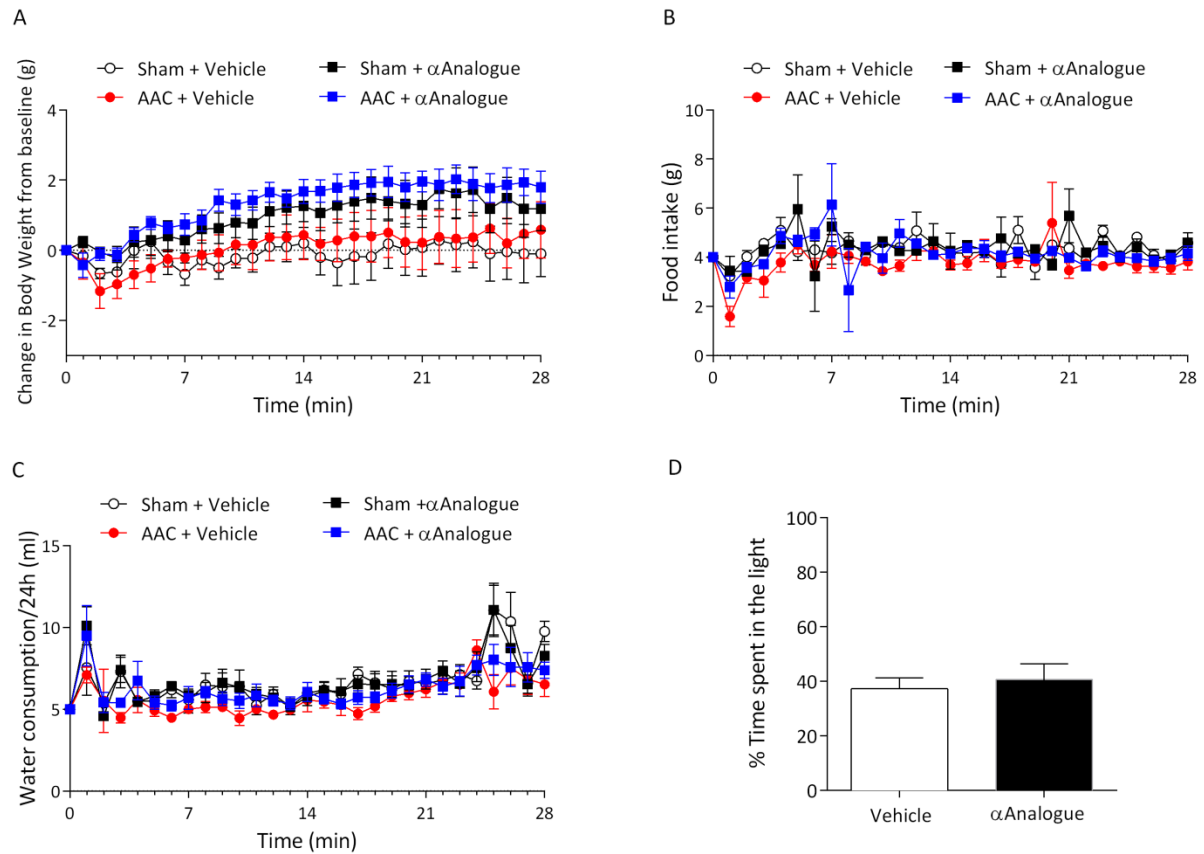 A
Sham + Vehicle
Sham + αAnalogue
AAC + Vehicle
AAC + αAnalogue
Change in Body Weight from baseline (g)
4
2
0
-2
0
7
14
21
28
Time (min)
B
Sham + Vehicle
Sham + αAnalogue
AAC + Vehicle
AAC + αAnalogue
Food intake (g)
10
8
6
4
2
0
0
7
14
21
28
Time (min)
C
Sham + Vehicle
Sham +αAnalogue
AAC + Vehicle
AAC + αAnalogue
Water consumption/24h (ml)
15
10
5
0
0
7
14
21
28
Time (min)
D
% Time spent in the light
100
80
60
40
20
0
Vehicle
αAnalogue